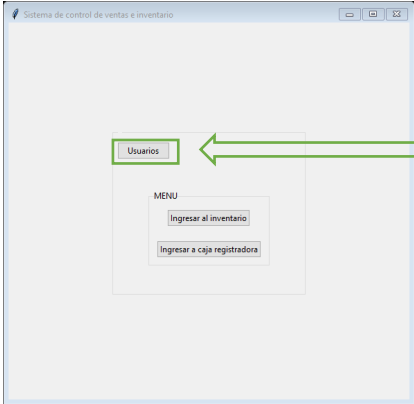 Sistema de control de ventas e inventario
Usuarios
MENU
Ingresar al inventario
Ingresar a caja registradora